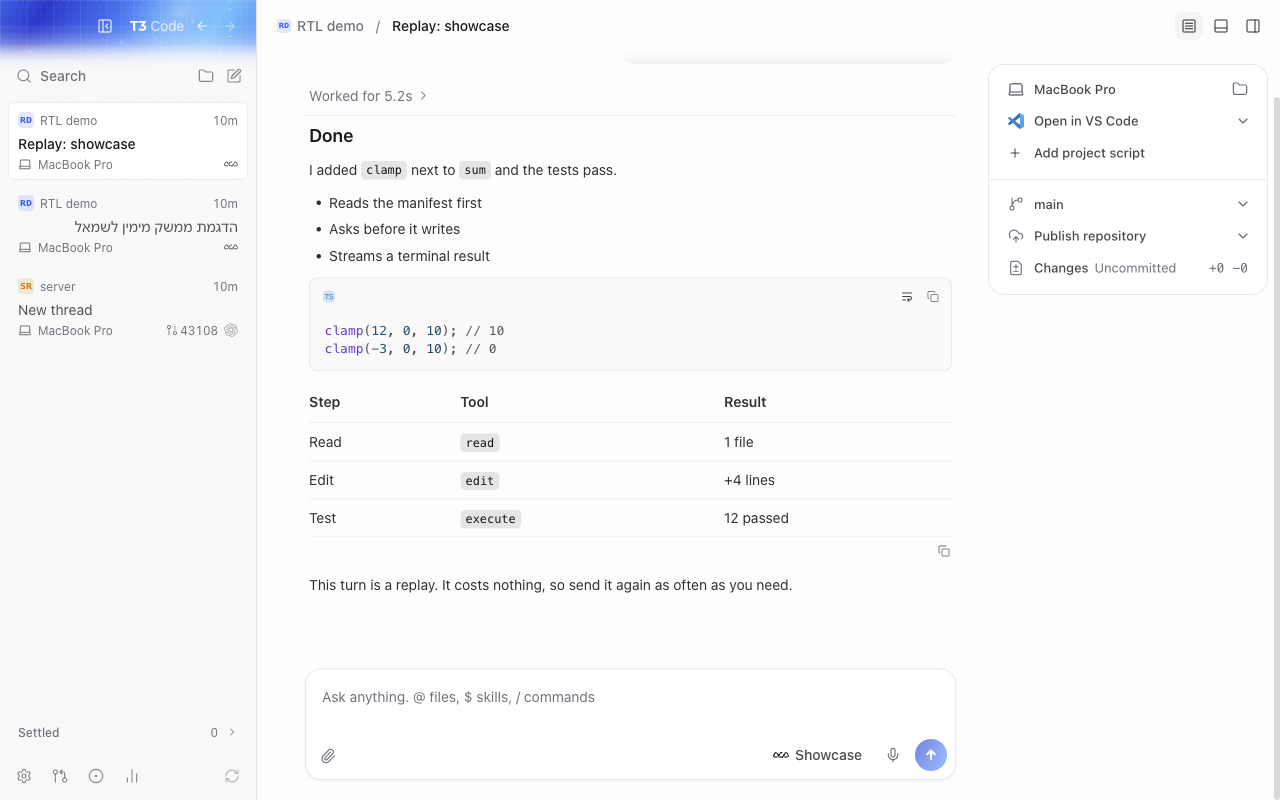 T3 Code
Search
RD RTL demo 10m
Replay: showcase
MacBook Pro
RD RTL demo 10m
הדגמת ממשק מימין לשמאל
MacBook Pro
SR server 10m
New thread
MacBook Pro 43108
Settled 0
RD RTL demo / Replay: showcase
Worked for 5.2s
Done
I added clamp next to sum and the tests pass.
• Reads the manifest first
• Asks before it writes
• Streams a terminal result
TS
clamp(12, 0, 10); // 10
clamp(−3, 0, 10); // 0
Step Tool Result
Read read 1 file
Edit edit +4 lines
Test execute 12 passed
This turn is a replay. It costs nothing, so send it again as often as you need.
Ask anything. @ files, $ skills, / commands
Showcase
MacBook Pro
Open in VS Code
Add project script
main
Publish repository
Changes Uncommitted +0 −0